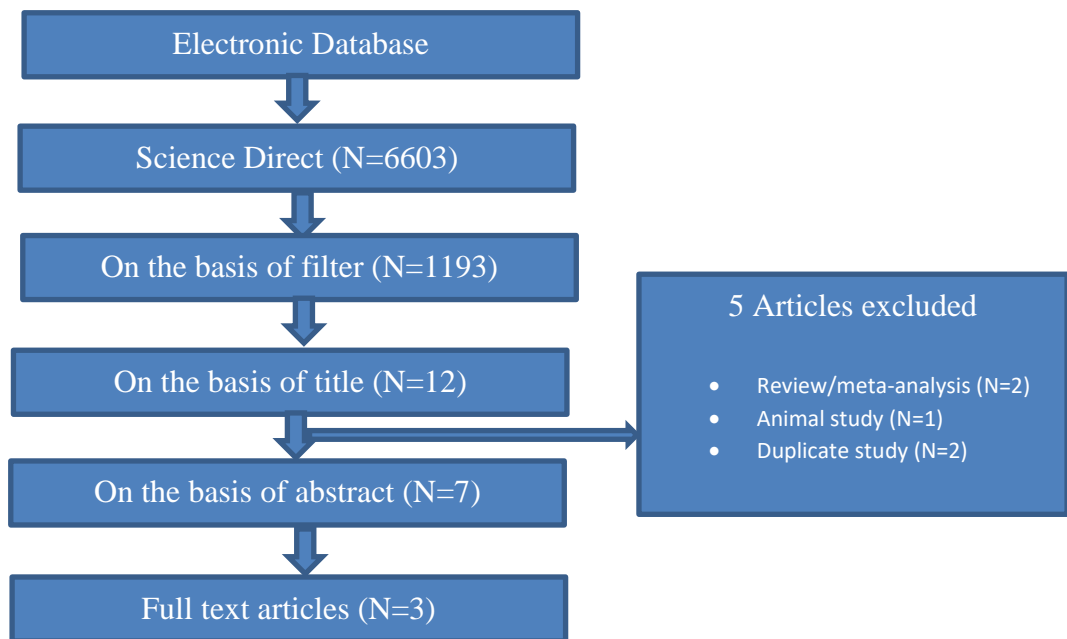 Electronic Database
Science Direct (N=6603)
On the basis of filter (N=1193)
On the basis of title (N=12)
5 Articles excluded
• Review/meta-analysis (N=2)
• Animal study (N=1)
• Duplicate study (N=2)
On the basis of abstract (N=7)
Full text articles (N=3)